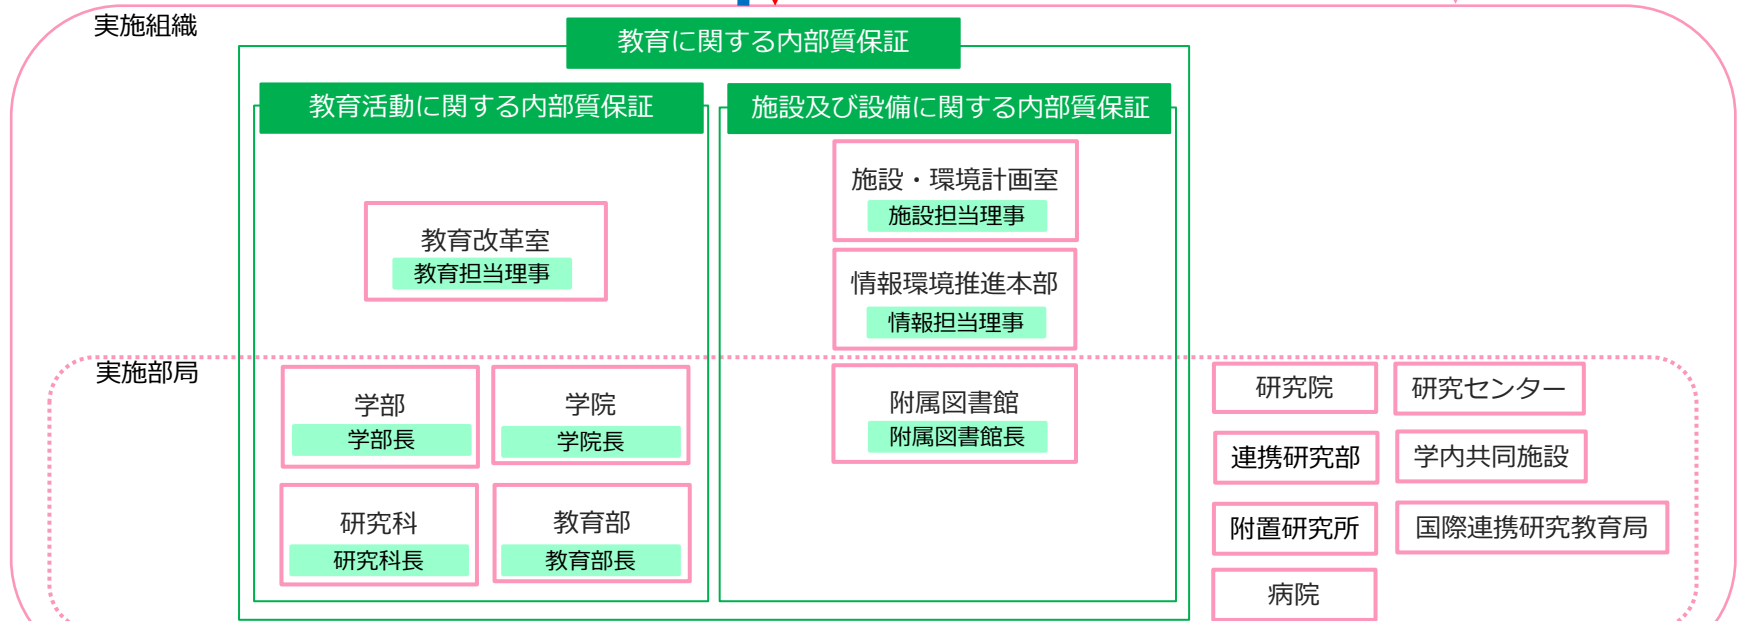 実施組織
教育に関する内部質保証
教育活動に関する内部質保証
教育改革室
教育担当理事
施設及び設備に関する内部質保証
施設・環境計画室
施設担当理事
情報環境推進本部
情報担当理事
実施部局
学部
学部長
学院
学院長
研究科
研究科長
教育部
教育部長
附属図書館
附属図書館長
研究院
研究センター
連携研究部
学内共同施設
附置研究所
国際連携研究教育局
病院